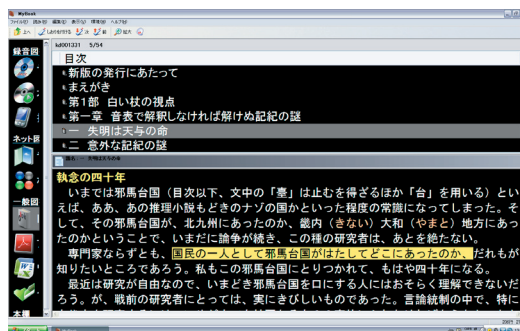 MyBook
上へ
kd001331 5/54
録音図
目次
新版の発行にあたって
まえがき
第1部 白い杖の視点
第一章 音表で解釈しなければ解けぬ記紀の謎
一 失明は天与の命
ネット図
二 意外な記紀の謎
題名:一 失明は天与の命
一般図
執念の四十年
いまでは邪馬台国(目次以下、文中の「臺」は止むを得ざるほか「台」を用いる)とい
えば、ああ、あの推理小説もどきのナゾの国かといった程度の常識になってしまった。そ
して、その邪馬台国が、北九州にあったのか、畿内(きない)大和(やまと)地方にあっ
たのかということで、いまだに論争が続き、この種の研究者は、あとを絶たない。
専門家ならずとも、国民の一人として邪馬台国がはたしてどこにあったのか、だれもが
知りたいところであろう。私もこの邪馬台国にとりつかれて、もはや四十年になる。
最近は研究が自由なので、いまどき邪馬台国を口にする人にはおそらく理解できないだ
ろう。が、戦前の研究者にとっては、実にきびしいものであった。言論統制の中で、特に